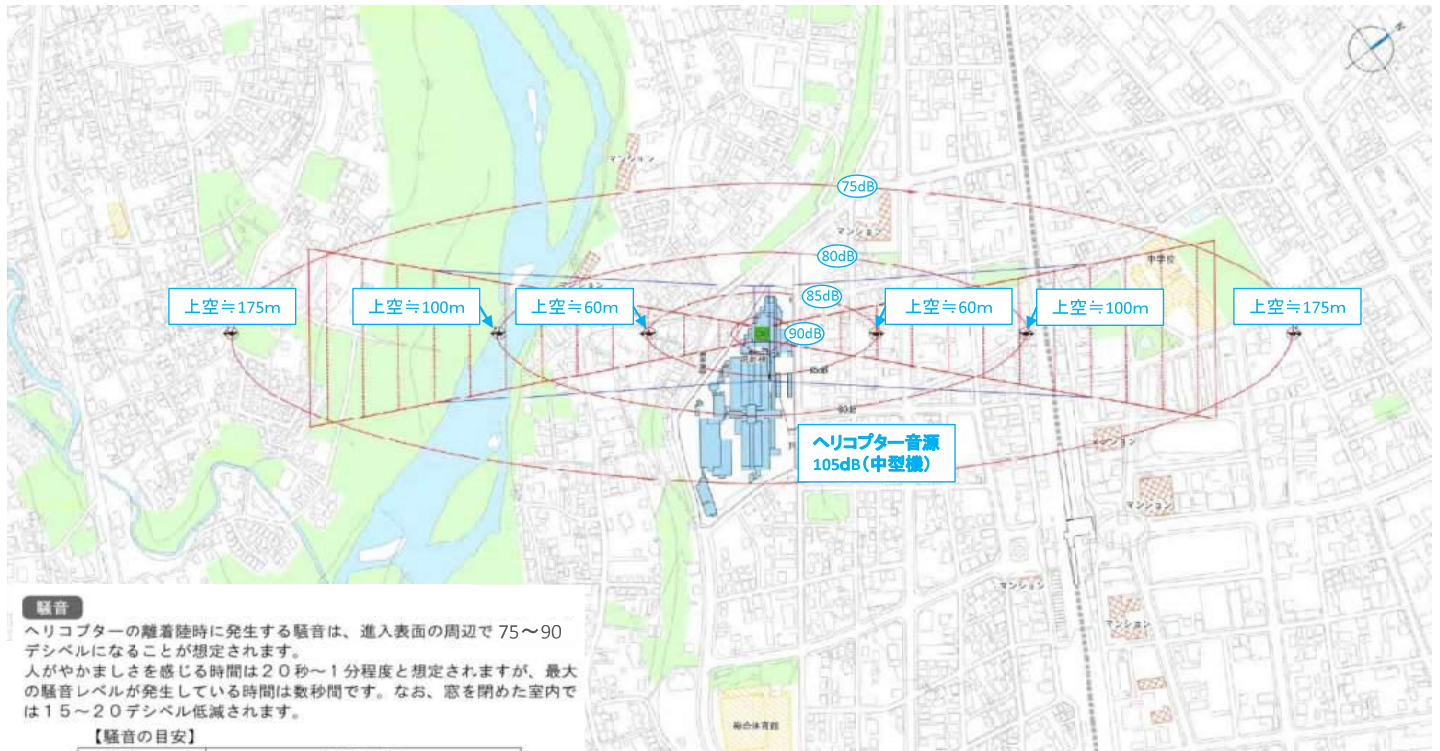 N
マンション
75dB
マンション
80dB
中学校
マンション
上空≒175m
上空≒100m
上空≒60m
85dB
上空≒60m
上空≒100m
上空≒175m
90dB
85dB
80dB
ヘリコプター音源
105dB(中型機)
マンション
マンション
マンション
マンション
総合体育館
騒音
ヘリコプターの離着陸時に発生する騒音は、進入表面の周辺で 75～90
デシベルになることが想定されます。
人がやかましさを感じる時間は２０秒～１分程度と想定されますが、最大
の騒音レベルが発生している時間は数秒間です。なお、窓を閉めた室内で
は１５～２０デシベル低減されます。
【騒音の目安】